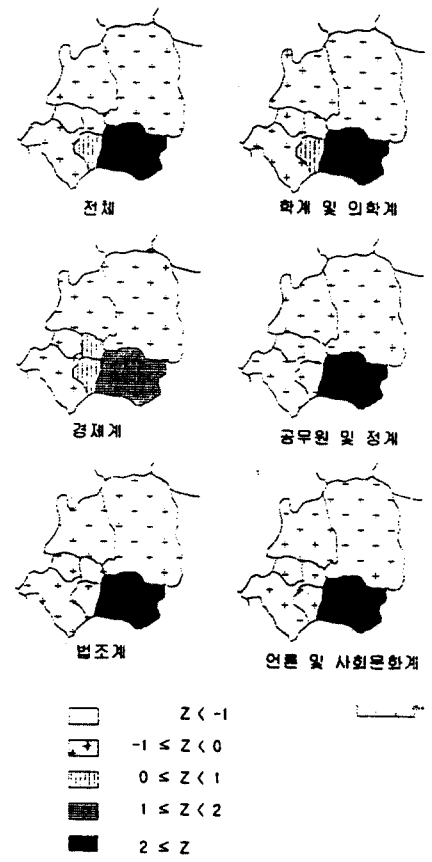 전체 학계 및 의학계
경제계 공무원 및 정계
법조계 언론 및 사회문화계
Z < -1
-1 ≤ Z < 0
0 ≤ Z < 1
1 ≤ Z < 2
2 ≤ Z